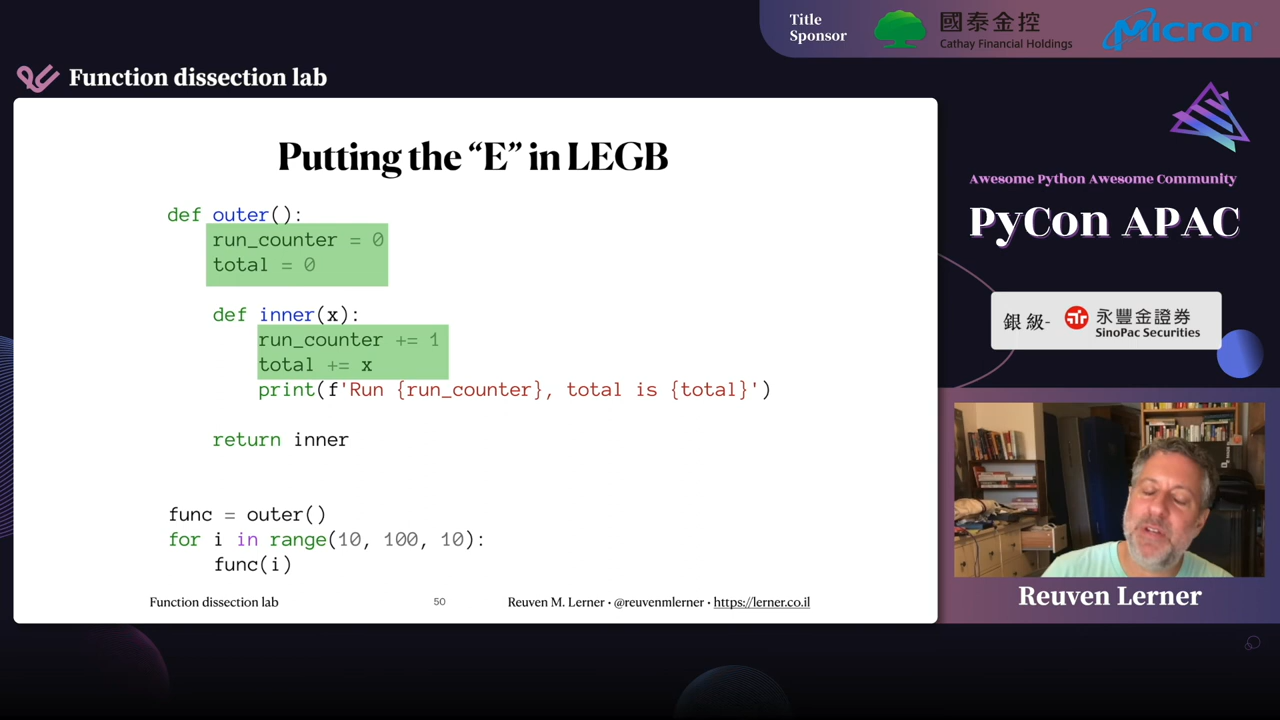 Title
Sponsor
國泰金控
Cathay Financial Holdings
Micron
Function dissection lab
Putting the “E” in LEGB
def outer():
run_counter = 0
total = 0
def inner(x):
run_counter += 1
total += x
print(f'Run {run_counter}, total is {total}')
return inner
func = outer()
for i in range(10, 100, 10):
func(i)
Function dissection lab
50
Reuven M. Lerner • @reuvenmlerner • https://lerner.co.il
Awesome Python Awesome Community
PyCon APAC
銀級-
永豐金證券
SinoPac Securities
Reuven Lerner